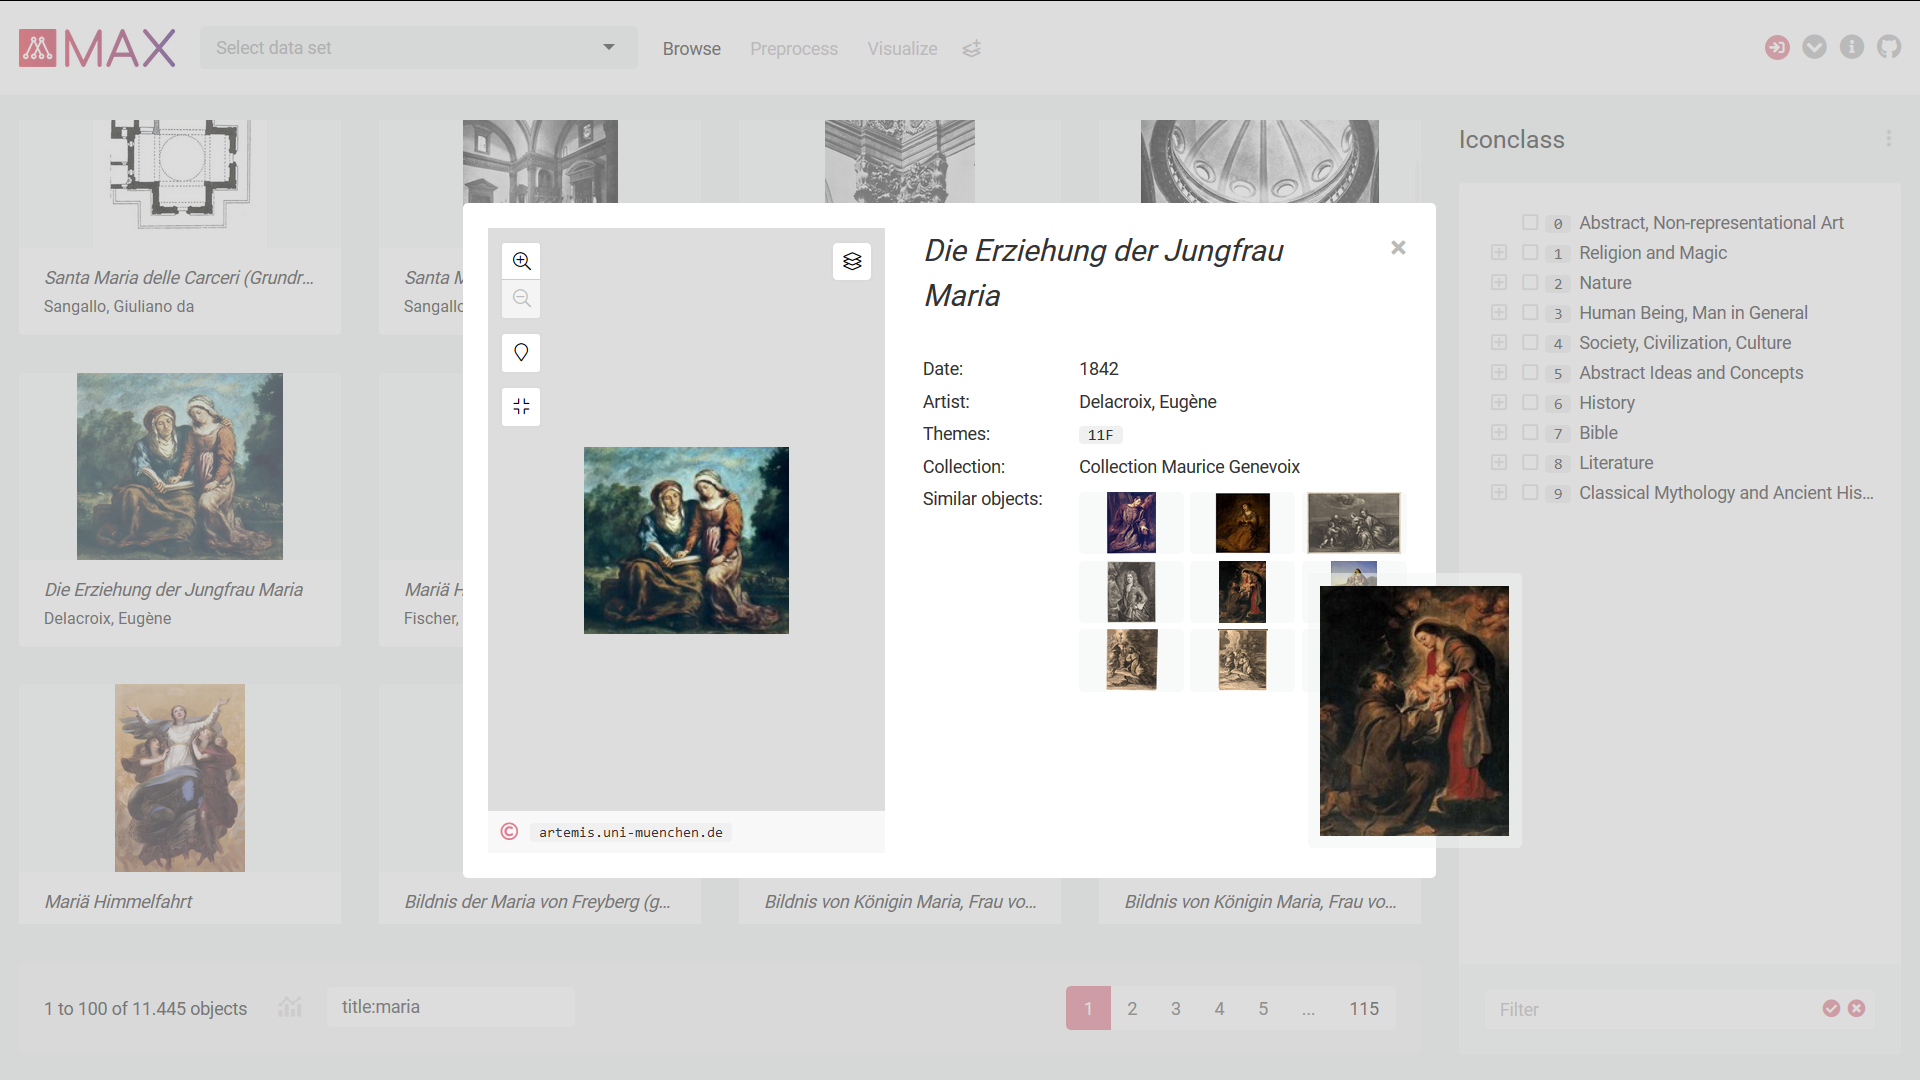 MAX
Select data set
Browse
Preprocess
Visualize
Santa Maria delle Carceri (Grundr...
Sangallo, Giuliano da
Santa M
Sangallo
Die Erziehung der Jungfrau Maria
Delacroix, Eugène
Mariä H
Fischer,
Mariä Himmelfahrt
Bildnis der Maria von Freyberg (g...
Bildnis von Königin Maria, Frau vo...
Bildnis von Königin Maria, Frau vo...
Die Erziehung der Jungfrau
Maria
Date: 1842
Artist: Delacroix, Eugène
Themes: 11F
Collection: Collection Maurice Genevoix
Similar objects:
© artemis.uni-muenchen.de
Iconclass
0 Abstract, Non-representational Art
1 Religion and Magic
2 Nature
3 Human Being, Man in General
4 Society, Civilization, Culture
5 Abstract Ideas and Concepts
6 History
7 Bible
8 Literature
9 Classical Mythology and Ancient His...
Filter
1 to 100 of 11.445 objects
title:maria
1 2 3 4 5 ... 115